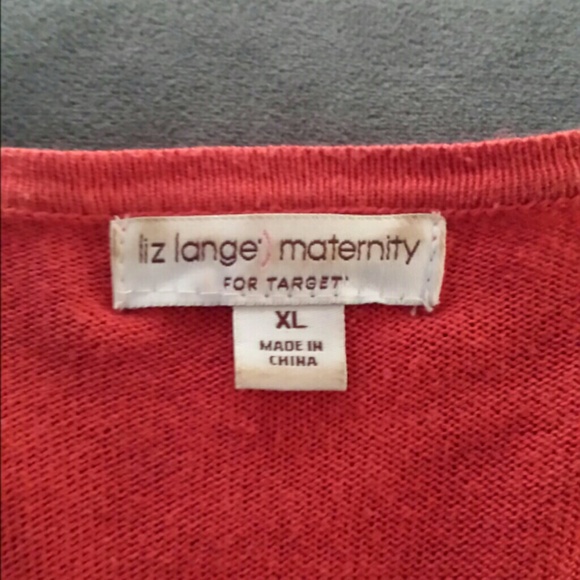 liz lange) maternity
FOR TARGET
XL
MADE IN
CHINA